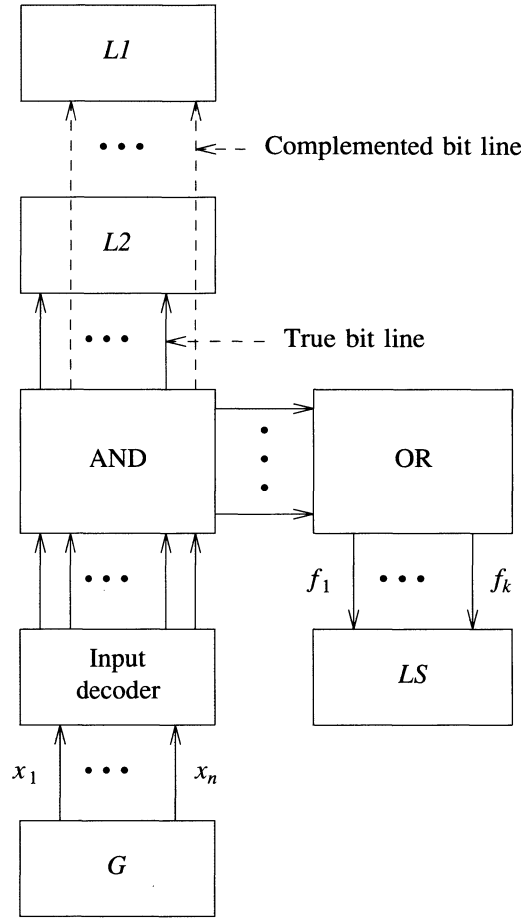 L1
Complemented bit line
L2
True bit line
AND
OR
f1
fk
Input
decoder
LS
x1
xn
G